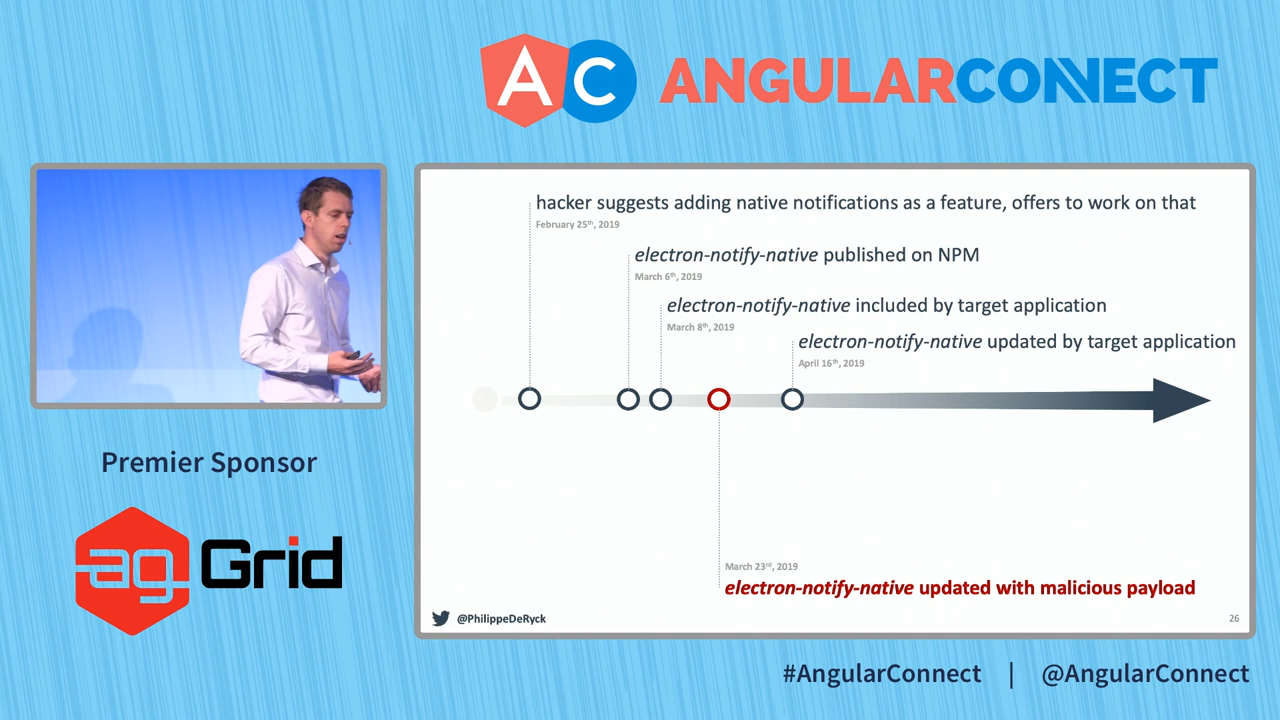 AC ANGULARCONNECT
hacker suggests adding native notifications as a feature, offers to work on that
February 25th, 2019
electron-notify-native published on NPM
March 6th, 2019
electron-notify-native included by target application
March 8th, 2019
electron-notify-native updated by target application
April 16th, 2019
March 23rd, 2019
electron-notify-native updated with malicious payload
@PhilippeDeRyck
26
Premier Sponsor
ag Grid
#AngularConnect | @AngularConnect